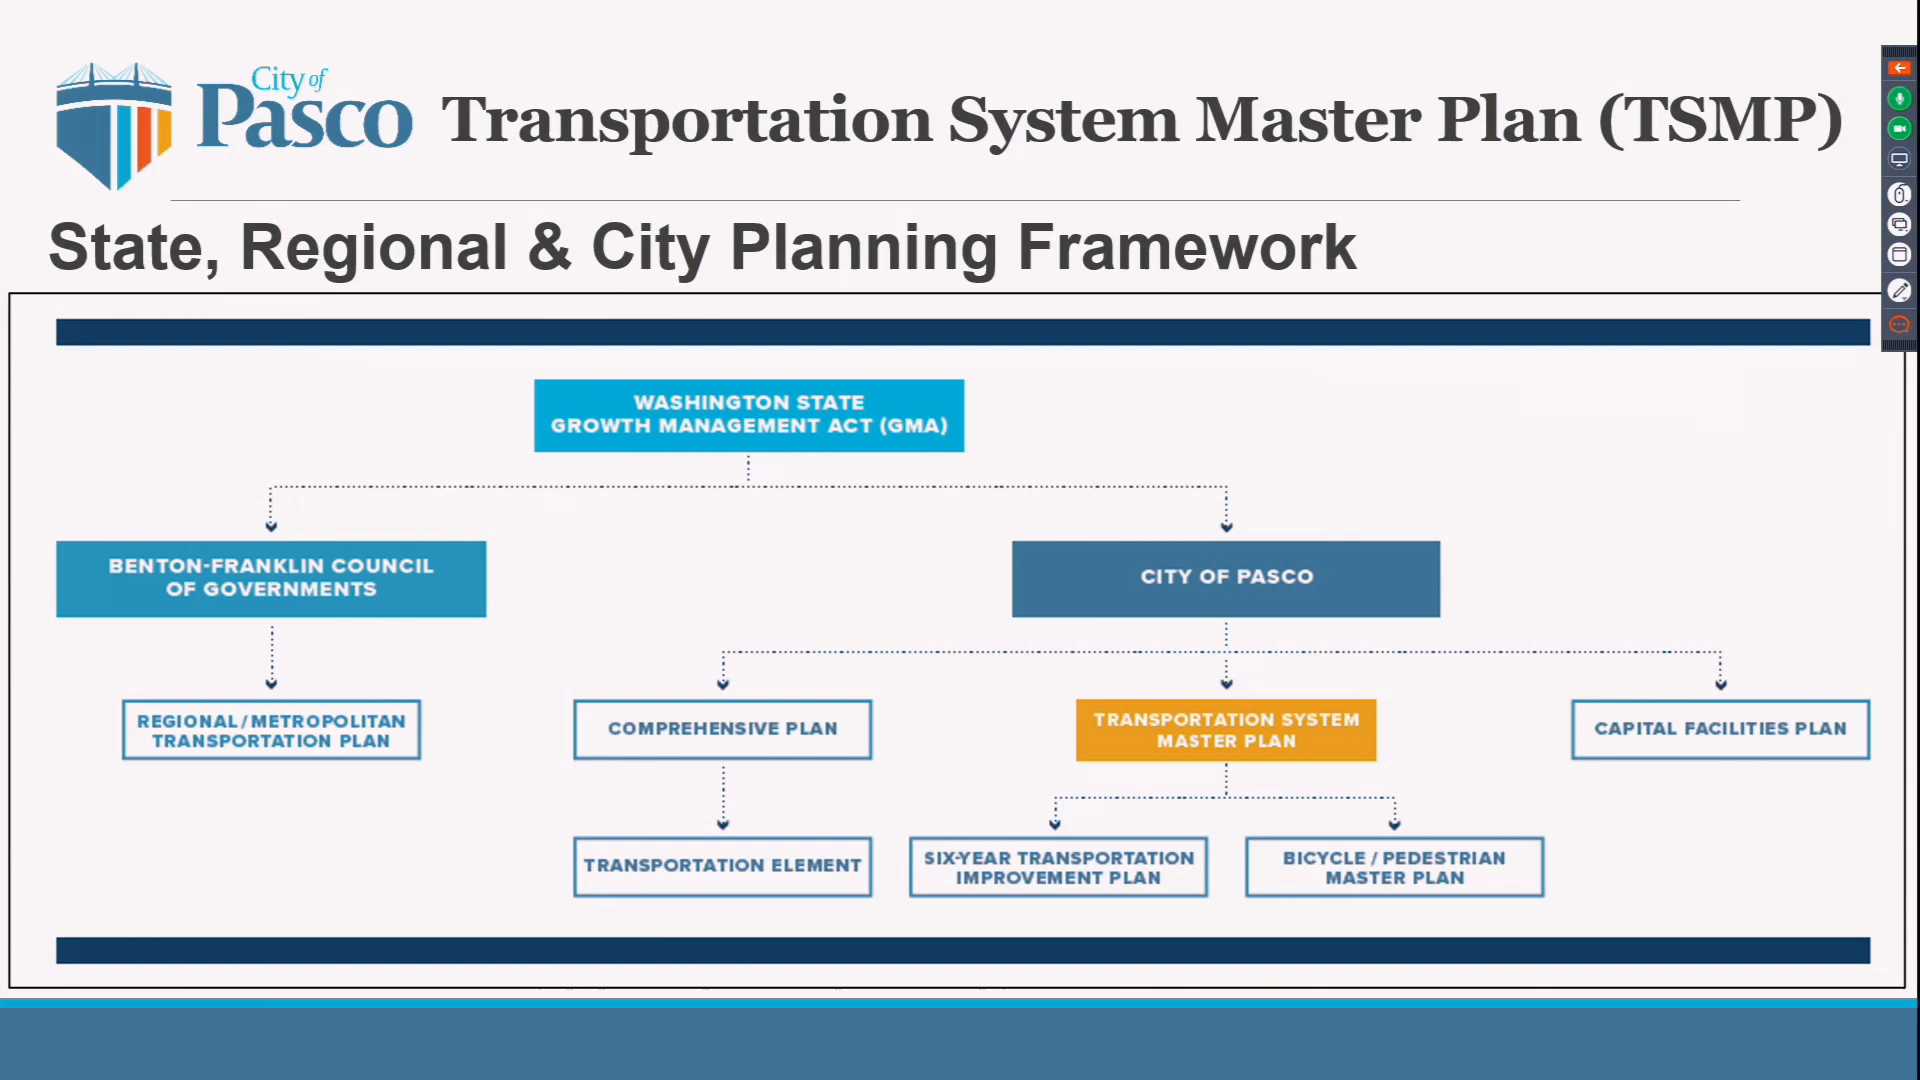 City of
Pasco
Transportation System Master Plan (TSMP)
State, Regional & City Planning Framework
WASHINGTON STATE
GROWTH MANAGEMENT ACT (GMA)
BENTON-FRANKLIN COUNCIL
OF GOVERNMENTS
CITY OF PASCO
REGIONAL/METROPOLITAN
TRANSPORTATION PLAN
COMPREHENSIVE PLAN
TRANSPORTATION SYSTEM
MASTER PLAN
CAPITAL FACILITIES PLAN
TRANSPORTATION ELEMENT
SIX-YEAR TRANSPORTATION
IMPROVEMENT PLAN
BICYCLE / PEDESTRIAN
MASTER PLAN